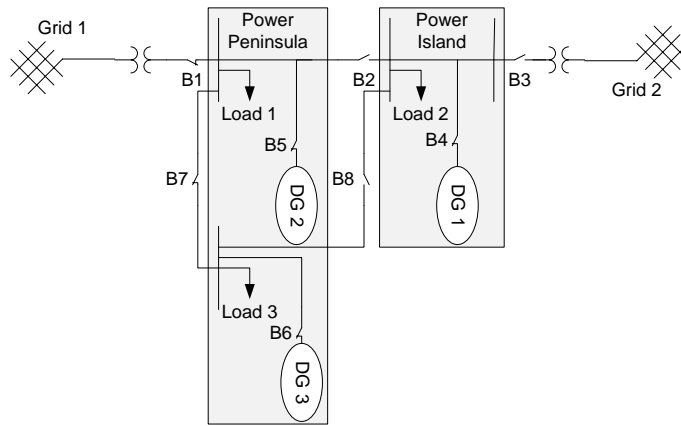 Grid 1
Power
Peninsula
Power
Island
B1
B2
B3
Grid 2
Load 1
Load 2
B5
B4
B7
B8
DG 2
DG 1
Load 3
B6
DG 3